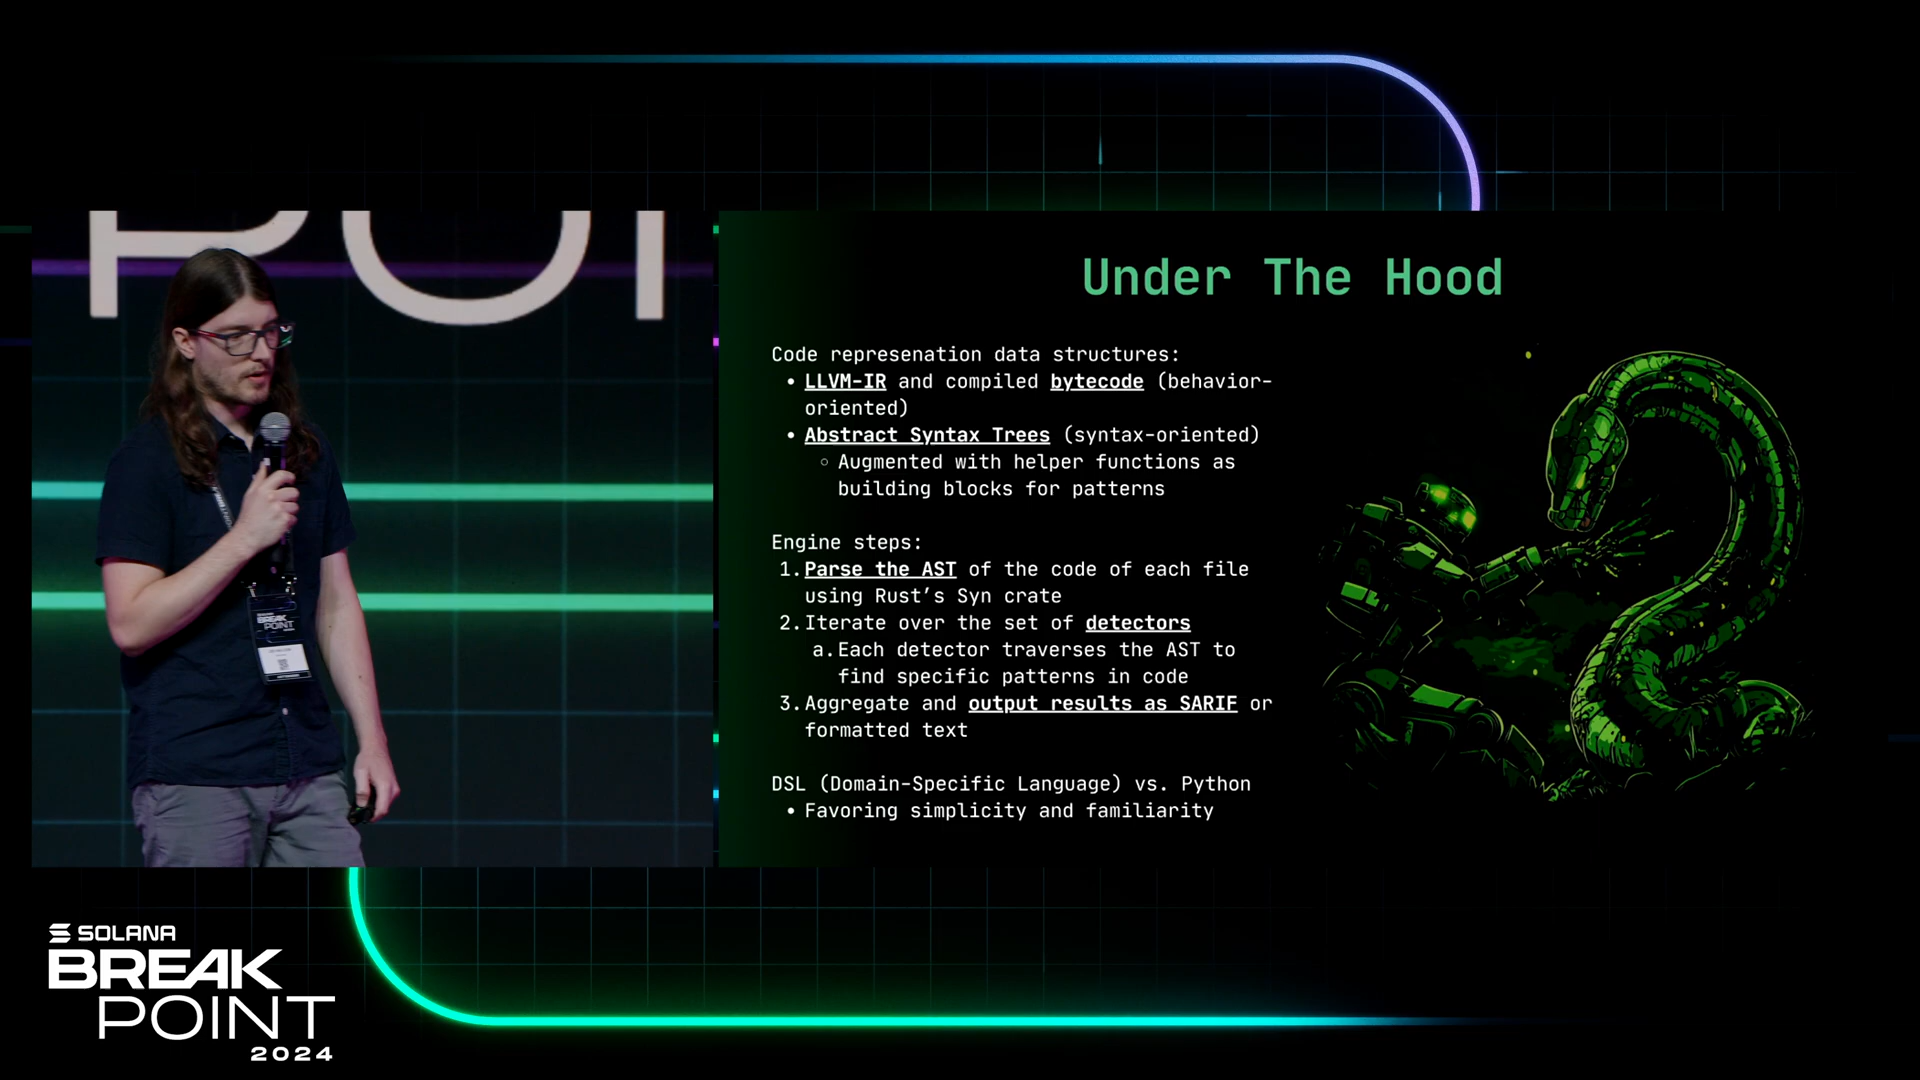 Under The Hood
Code represenation data structures:
• LLVM-IR and compiled bytecode (behavior-
oriented)
• Abstract Syntax Trees (syntax-oriented)
○ Augmented with helper functions as
building blocks for patterns
Engine steps:
1. Parse the AST of the code of each file
using Rust’s Syn crate
2. Iterate over the set of detectors
a. Each detector traverses the AST to
find specific patterns in code
3. Aggregate and output results as SARIF or
formatted text
DSL (Domain-Specific Language) vs. Python
• Favoring simplicity and familiarity
BREAK
POINT
SOLANA
BREAK
POINT
2024